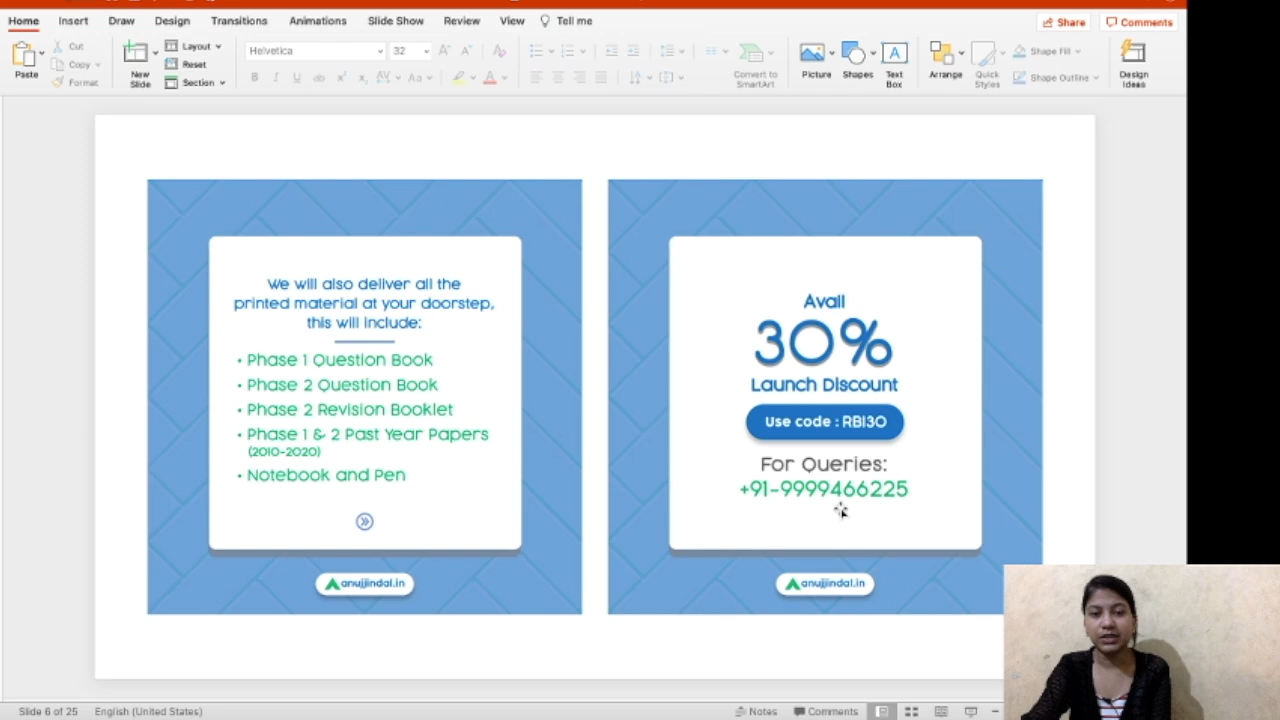 Home Insert Draw Design Transitions Animations Slide Show Review View Tell me Share Comments
Cut
Copy
Format
Paste
New
Slide
Layout
Reset
Section
Helvetica 32
Convert to
SmartArt
Picture
Shapes
Text
Box
Arrange
Quick
Styles
Shape Fill
Shape Outline
Design
Ideas
We will also deliver all the
printed material at your doorstep,
this will include:
• Phase 1 Question Book
• Phase 2 Question Book
• Phase 2 Revision Booklet
• Phase 1 & 2 Past Year Papers
(2010-2020)
• Notebook and Pen
anujjindal.in
Avail
30%
Launch Discount
Use code : RBI30
For Queries:
+91-9999466225
anujjindal.in
Slide 6 of 25 English (United States) Notes Comments